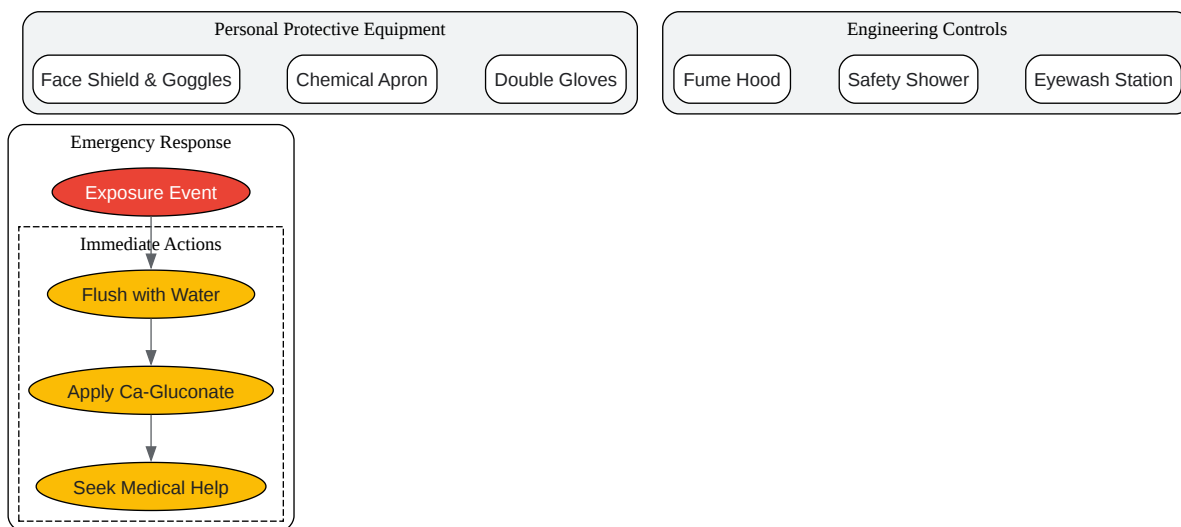 Personal Protective Equipment
Face Shield & Goggles
Chemical Apron
Double Gloves
Engineering Controls
Fume Hood
Safety Shower
Eyewash Station
Emergency Response
Exposure Event
Immediate Actions
Flush with Water
Apply Ca-Gluconate
Seek Medical Help